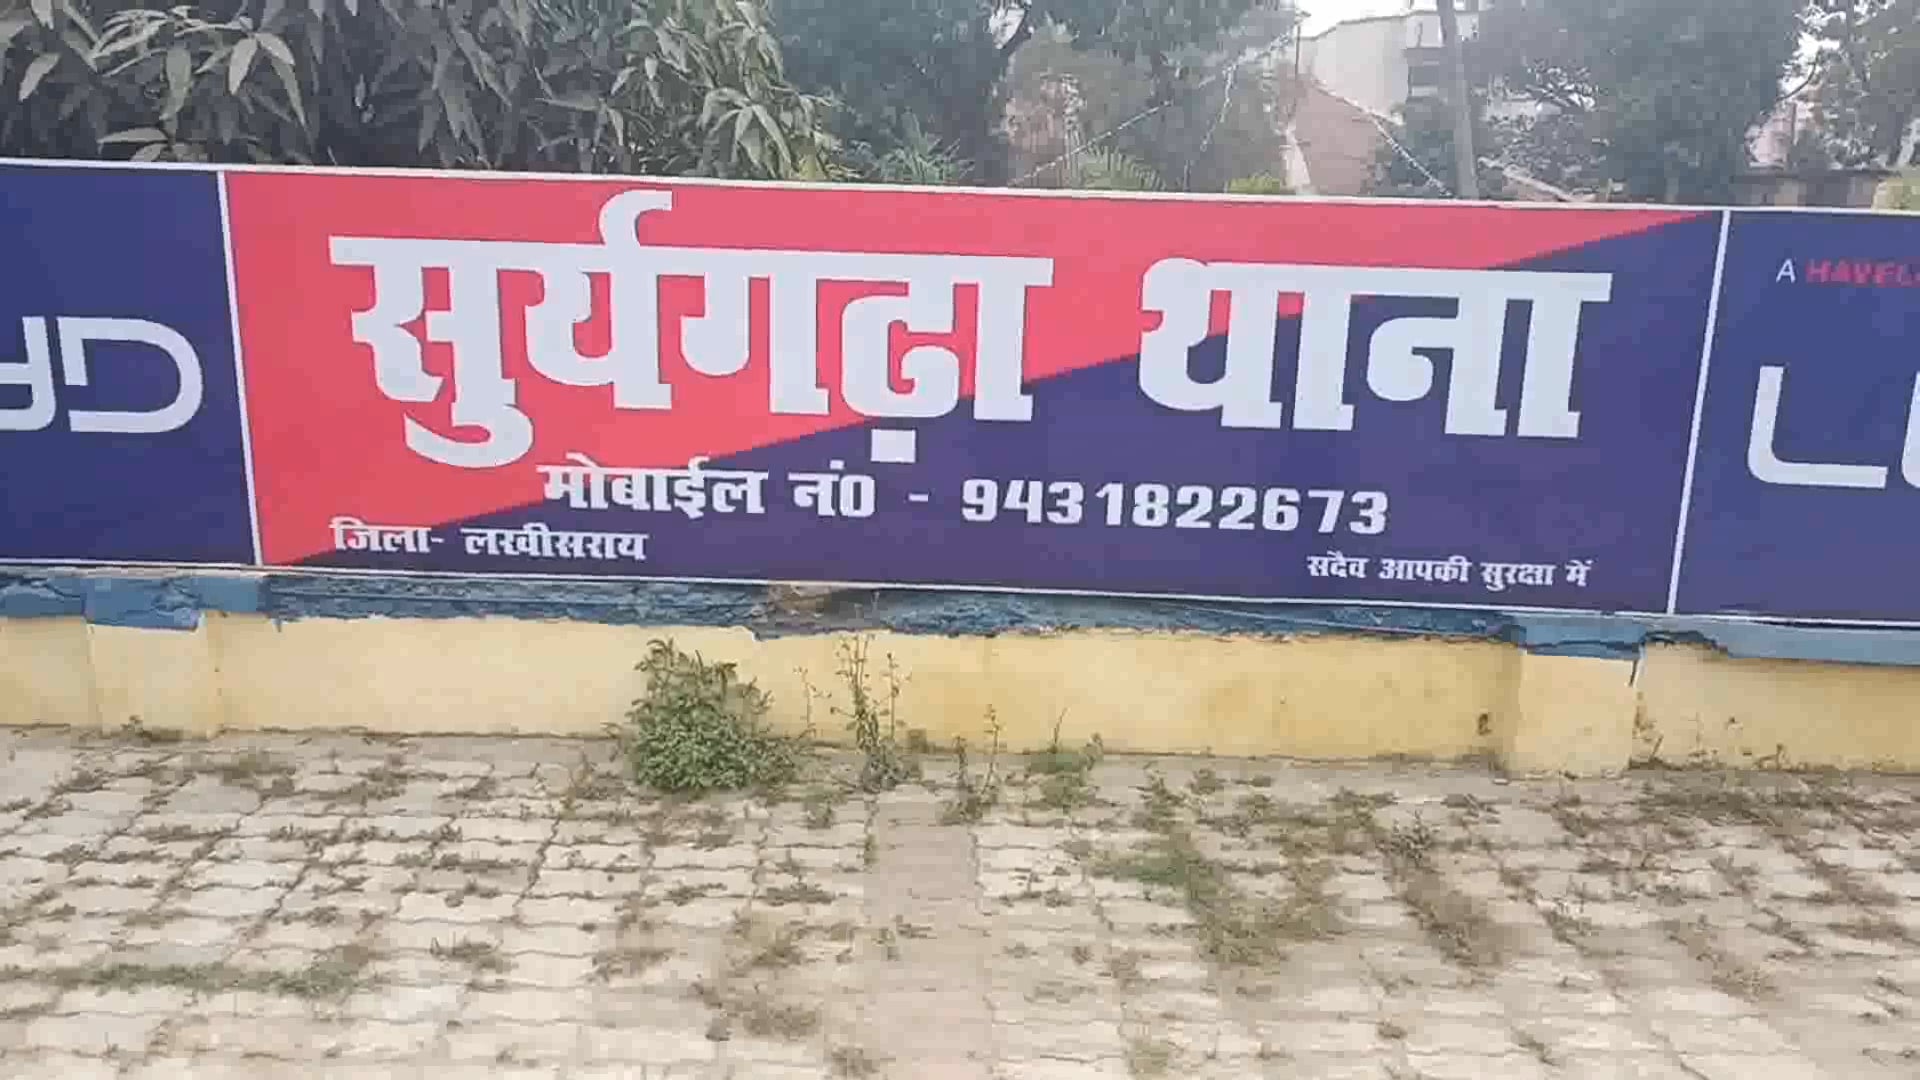 सुर्यगढ़ा थाना
मोबाईल नं0 - 9431822673
जिला- लखीसराय
सदैव आपकी सुरक्षा में
A